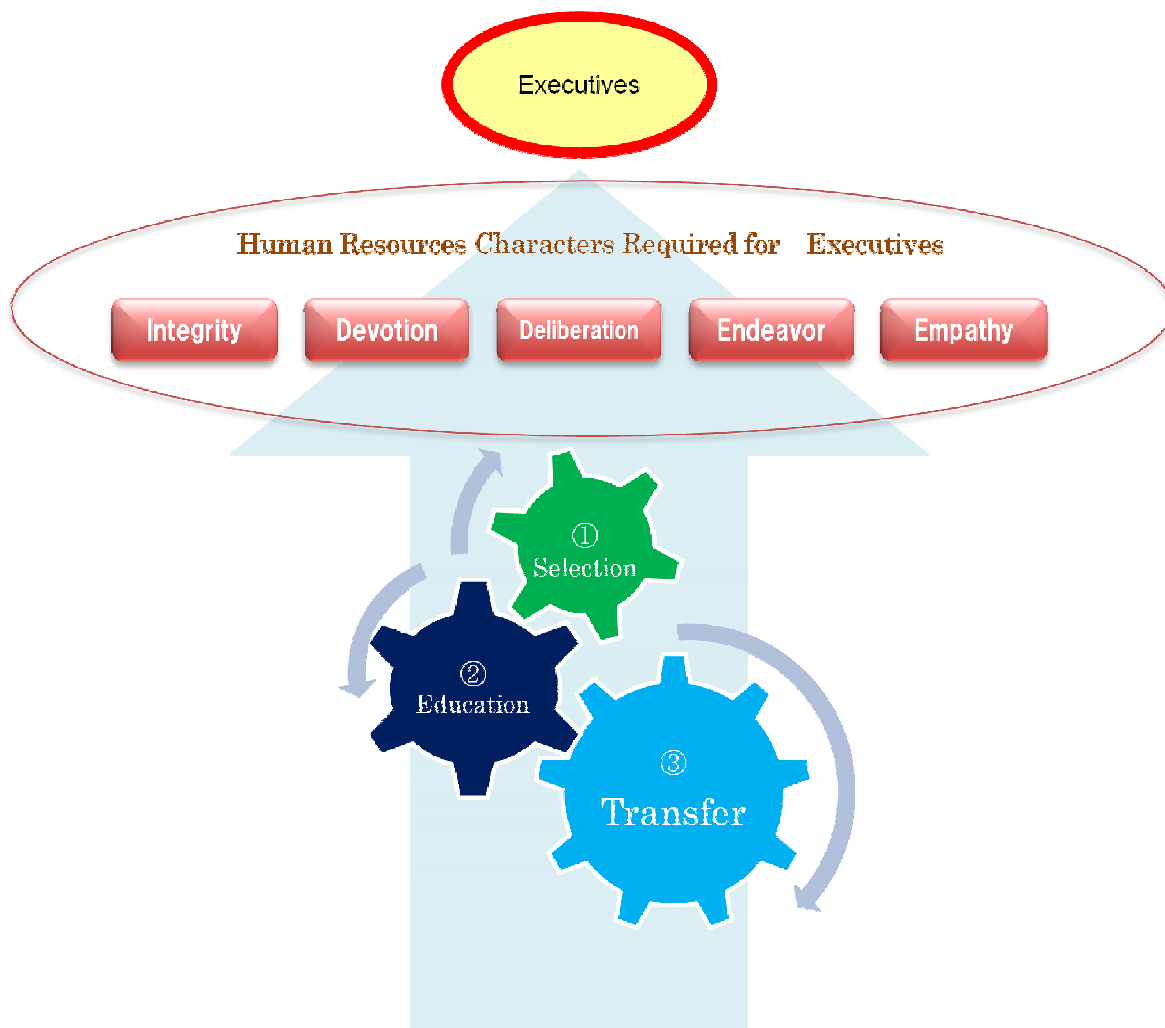 Executives
Human Resources Characters Required for Executives
Integrity Devotion Deliberation Endeavor Empathy
①
Selection
②
Education
③
Transfer